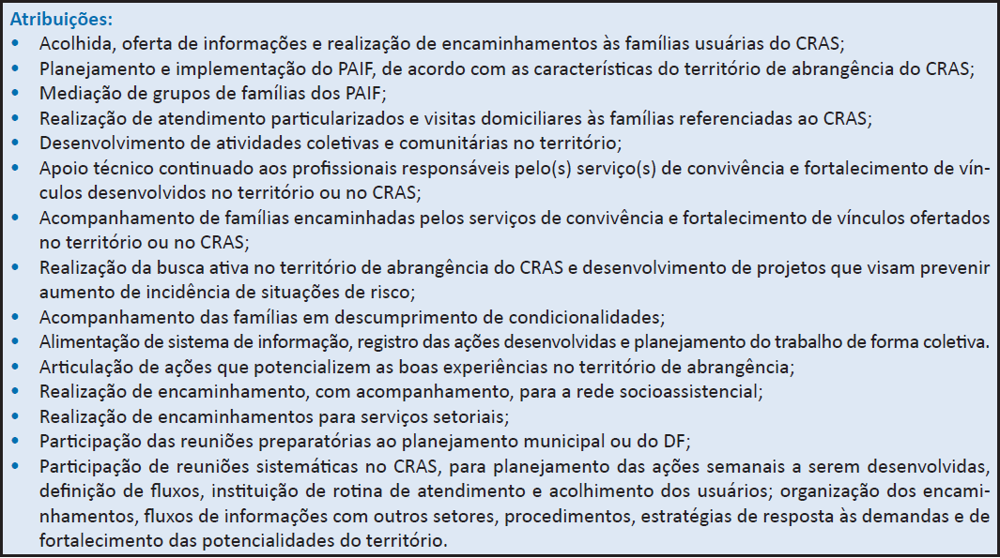 Atribuições:
• Acolhida, oferta de informações e realização de encaminhamentos às famílias usuárias do CRAS;
• Planejamento e implementação do PAIF, de acordo com as características do território de abrangência do CRAS;
• Mediação de grupos de famílias dos PAIF;
• Realização de atendimento particularizados e visitas domiciliares às famílias referenciadas ao CRAS;
• Desenvolvimento de atividades coletivas e comunitárias no território;
• Apoio técnico continuado aos profissionais responsáveis pelo(s) serviço(s) de convivência e fortalecimento de vín-
culos desenvolvidos no território ou no CRAS;
• Acompanhamento de famílias encaminhadas pelos serviços de convivência e fortalecimento de vínculos ofertados
no território ou no CRAS;
• Realização da busca ativa no território de abrangência do CRAS e desenvolvimento de projetos que visam prevenir
aumento de incidência de situações de risco;
• Acompanhamento das famílias em descumprimento de condicionalidades;
• Alimentação de sistema de informação, registro das ações desenvolvidas e planejamento do trabalho de forma coletiva.
• Articulação de ações que potencializem as boas experiências no território de abrangência;
• Realização de encaminhamento, com acompanhamento, para a rede socioassistencial;
• Realização de encaminhamentos para serviços setoriais;
• Participação das reuniões preparatórias ao planejamento municipal ou do DF;
• Participação de reuniões sistemáticas no CRAS, para planejamento das ações semanais a serem desenvolvidas,
definição de fluxos, instituição de rotina de atendimento e acolhimento dos usuários; organização dos encami-
nhamentos, fluxos de informações com outros setores, procedimentos, estratégias de resposta às demandas e de
fortalecimento das potencialidades do território.